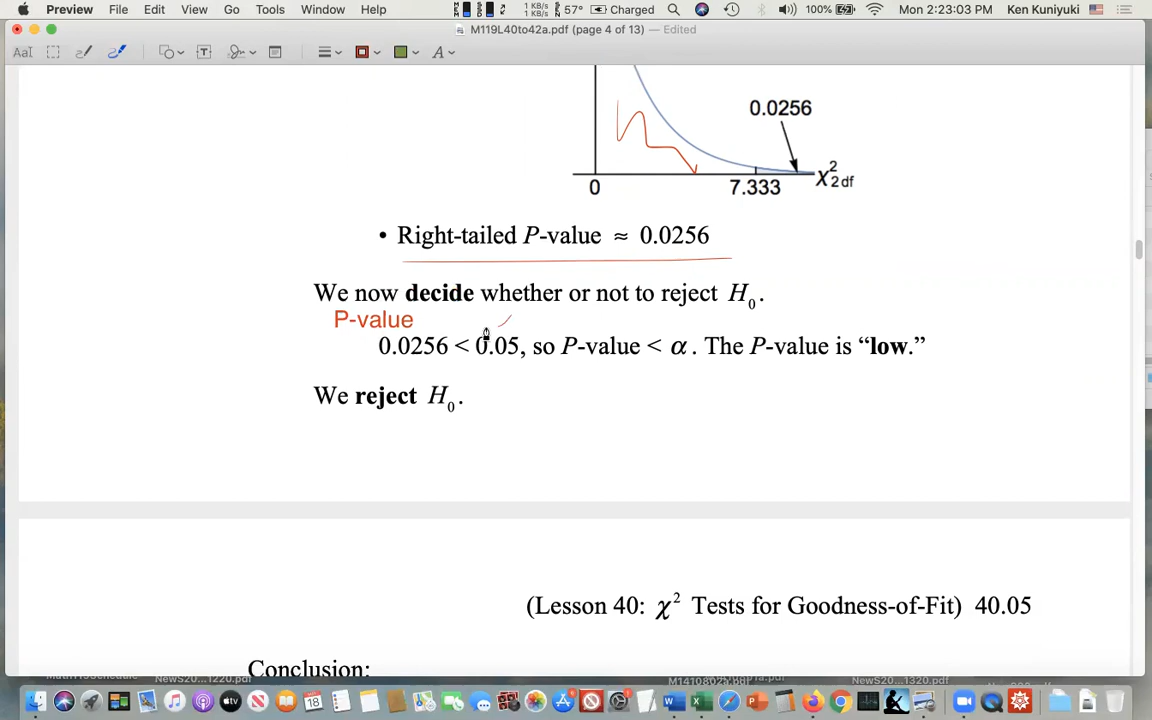 Preview File Edit View Go Tools Window Help 57° Charged 100% Mon 2:23:03 PM Ken Kuniyuki
M119L40to42a.pdf (page 4 of 13) — Edited
0.0256
0 7.333 χ² 2 df
• Right-tailed P-value ≈ 0.0256
We now decide whether or not to reject H₀.
P-value
0.0256 < 0.05, so P-value < α. The P-value is “low.”
We reject H₀.
(Lesson 40: χ² Tests for Goodness-of-Fit) 40.05
Conclusion: